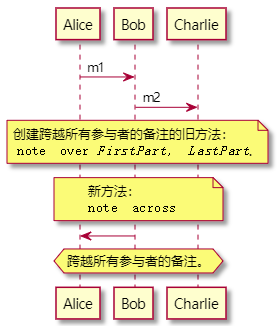 Alice Bob Charlie
m1
m2
创建跨越所有参与者的备注的旧方法：
note over FirstPart, LastPart.
新方法：
note across
跨越所有参与者的备注。
Alice Bob Charlie